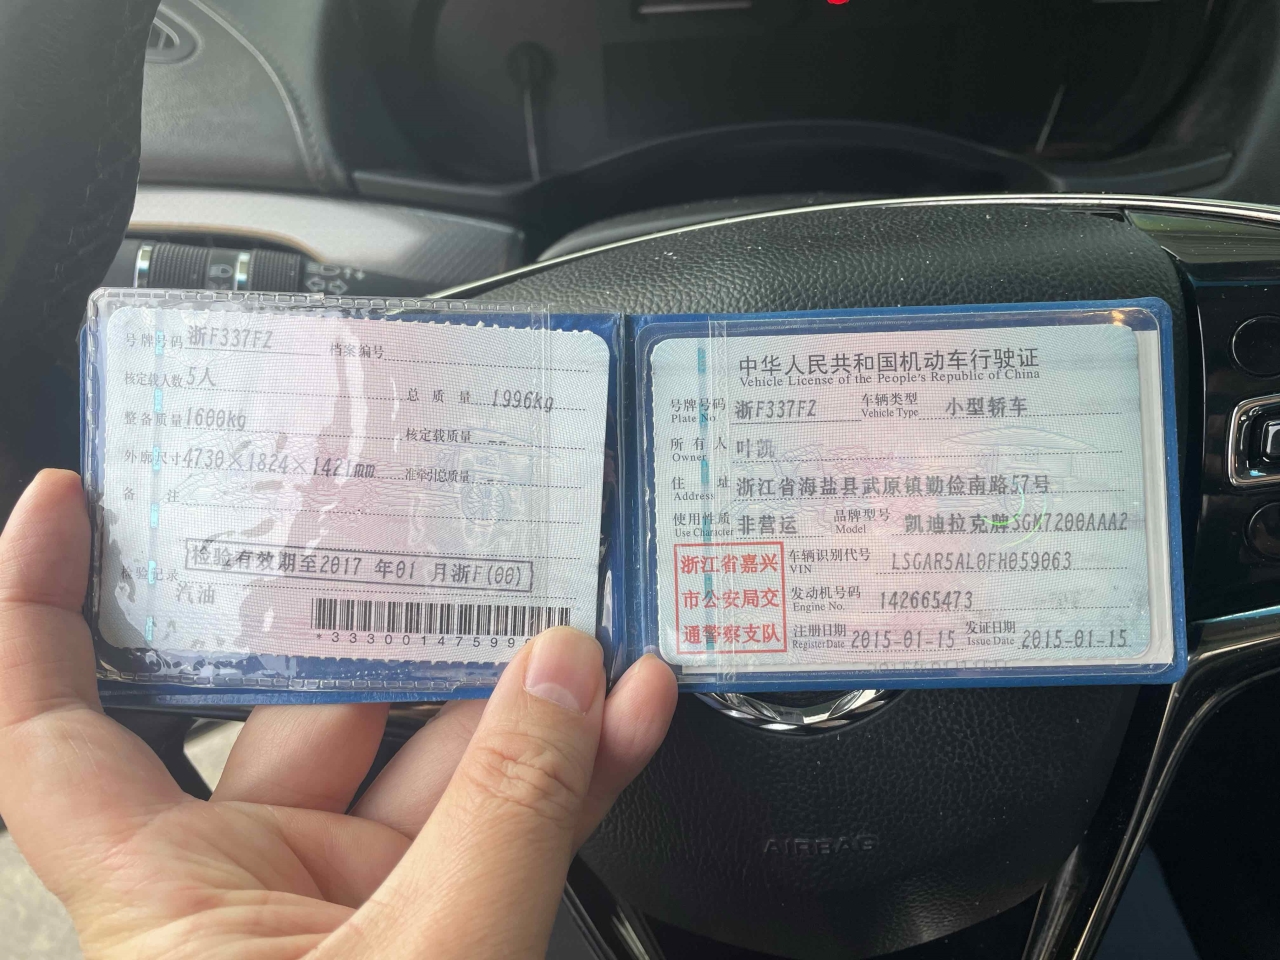 号牌号码 浙F337FZ 档案编号
核定载人数 5人 总质量 1996kg
整备质量 1600kg 核定载质量 --
外廓尺寸 4730×1824×1421mm 准牵引总质量
备注
检验有效期至2017年01月浙F(00)
检验记录
汽油
*33300147599
中华人民共和国机动车行驶证
Vehicle License of the People's Republic of China
号牌号码 浙F337FZ 车辆类型 小型轿车
Plate No. Vehicle Type
所有人 叶凯
Owner
住址 浙江省海盐县武原镇勤俭南路57号
Address
使用性质 非营运 品牌型号 凯迪拉克牌SGM7200AAA2
Use Character Model
浙江省嘉兴
市公安局交
通警察支队
车辆识别代号 LSGAR5AL0FH059063
VIN
发动机号码 142665473
Engine No.
注册日期 2015-01-15 发证日期 2015-01-15
Register Date Issue Date
AIRBAG